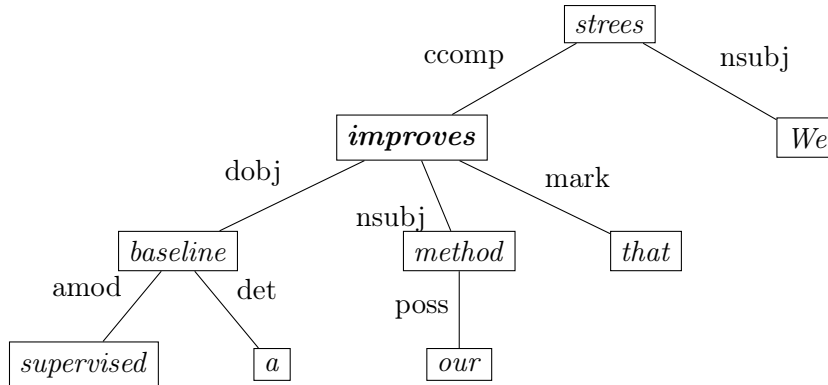 strees
ccomp nsubj
improves We
dobj nsubj mark
baseline method that
amod det poss
supervised a our